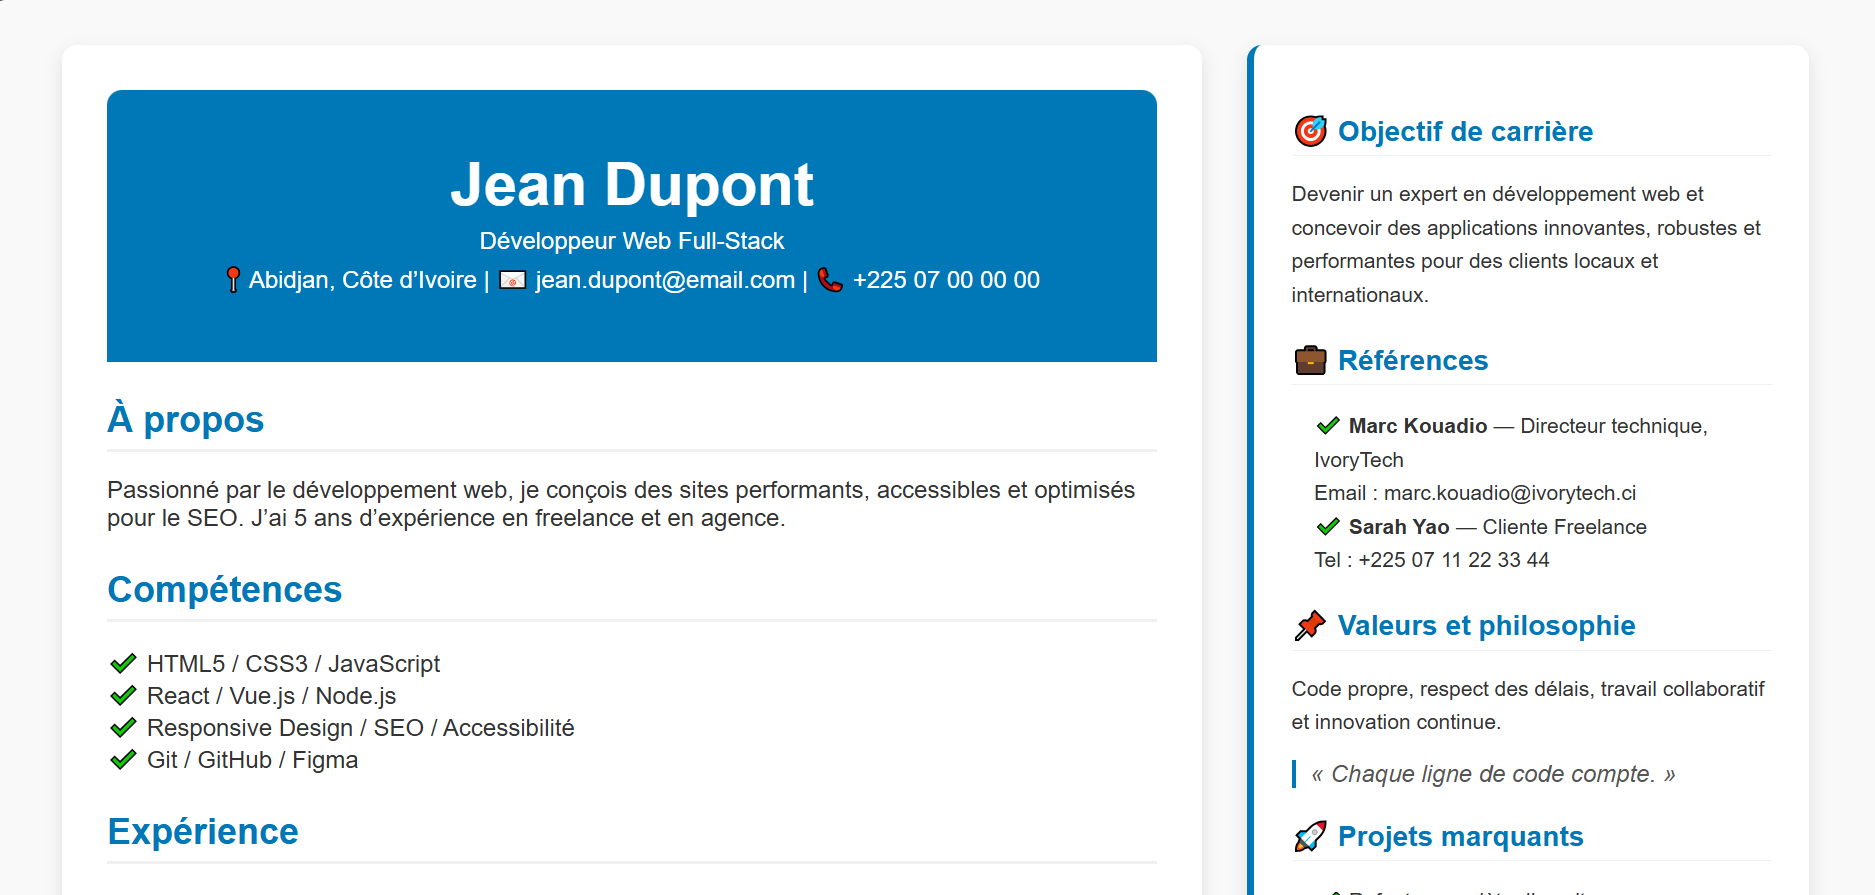 Jean Dupont
Développeur Web Full-Stack
Abidjan, Côte d’Ivoire | jean.dupont@email.com | +225 07 00 00 00
À propos
Passionné par le développement web, je conçois des sites performants, accessibles et optimisés
pour le SEO. J’ai 5 ans d’expérience en freelance et en agence.
Compétences
HTML5 / CSS3 / JavaScript
React / Vue.js / Node.js
Responsive Design / SEO / Accessibilité
Git / GitHub / Figma
Expérience
Objectif de carrière
Devenir un expert en développement web et
concevoir des applications innovantes, robustes et
performantes pour des clients locaux et
internationaux.
Références
Marc Kouadio — Directeur technique,
IvoryTech
Email : marc.kouadio@ivorytech.ci
Sarah Yao — Cliente Freelance
Tel : +225 07 11 22 33 44
Valeurs et philosophie
Code propre, respect des délais, travail collaboratif
et innovation continue.
« Chaque ligne de code compte. »
Projets marquants